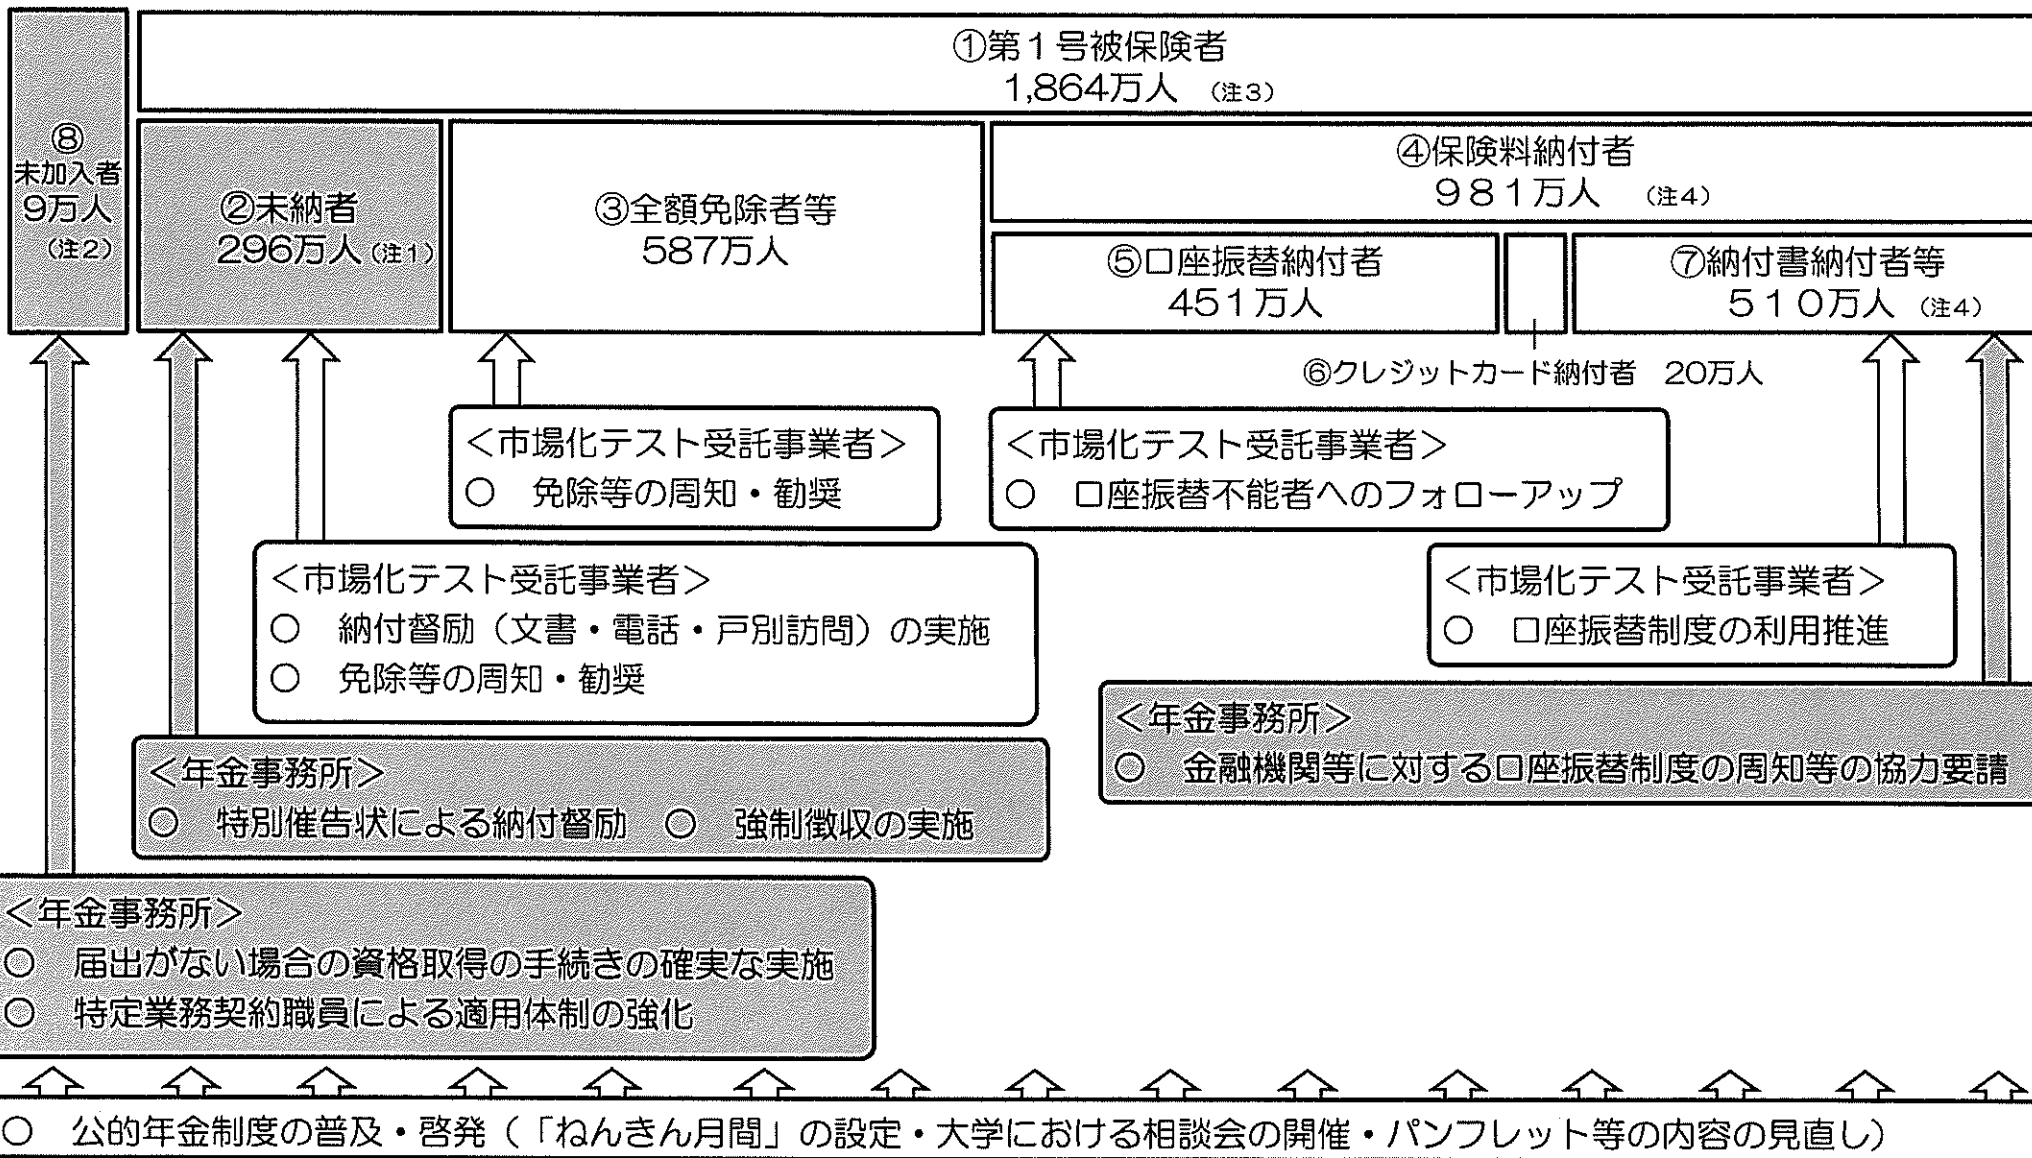 ①第1号被保険者
1,864万人 (注3)
⑧
未加入者
9万人
(注2)
②未納者
296万人(注1)
③全額免除者等
587万人
④保険料納付者
981万人 (注4)
⑤口座振替納付者
451万人
⑦納付書納付者等
510万人 (注4)
⑥クレジットカード納付者 20万人
<市場化テスト受託事業者>
○ 免除等の周知・勧奨
<市場化テスト受託事業者>
○ 口座振替不能者へのフォローアップ
<市場化テスト受託事業者>
○ 納付督励(文書・電話・戸別訪問)の実施
○ 免除等の周知・勧奨
<市場化テスト受託事業者>
○ 口座振替制度の利用推進
<年金事務所>
○ 金融機関等に対する口座振替制度の周知等の協力要請
<年金事務所>
○ 特別催告状による納付督励 ○ 強制徴収の実施
<年金事務所>
○ 届出がない場合の資格取得の手続きの確実な実施
○ 特定業務契約職員による適用体制の強化
○ 公的年金制度の普及・啓発(「ねんきん月間」の設定・大学における相談会の開催・パンフレット等の内容の見直し)